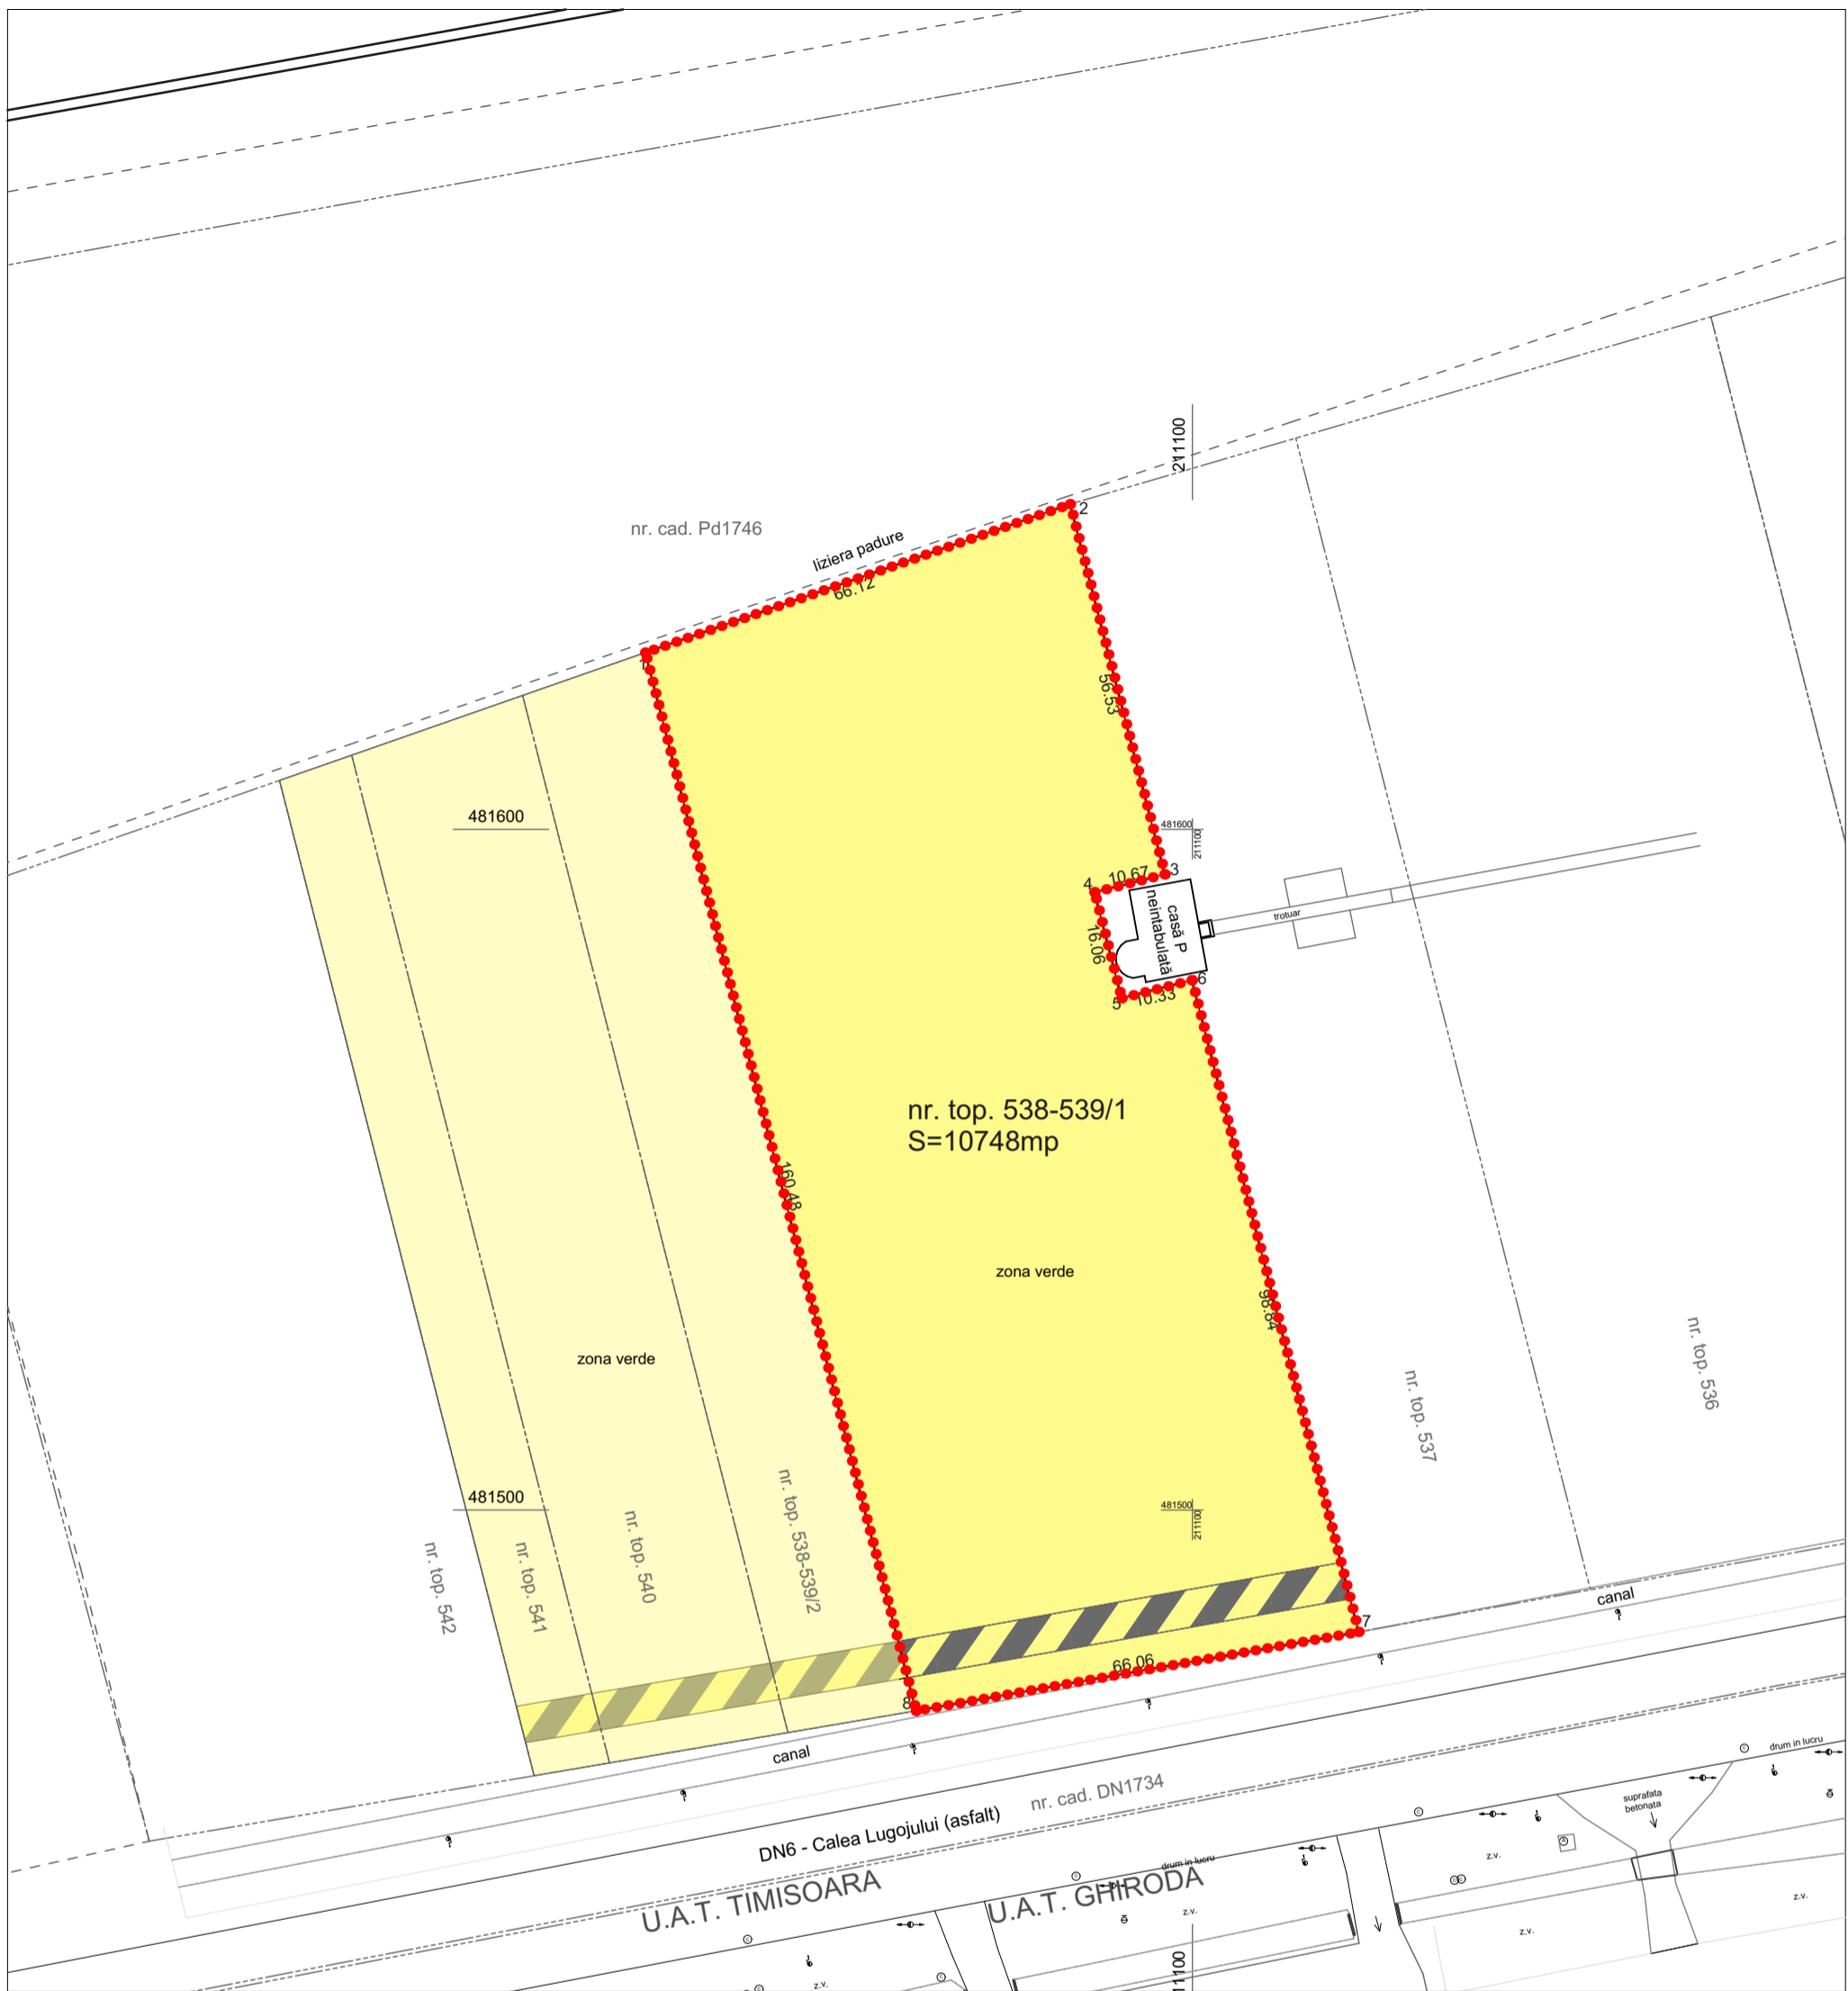 211100
nr. cad. Pd1746
liziera padure
66.12
1
2
56.53
481600
481600
211100
3
10.67
4
casă P
neintabulată
trotuar
16.06
5
10.33
6
nr. top. 538-539/1
S=10748mp
160.48
zona verde
98.84
zona verde
nr. top. 536
nr. top. 537
481500
481500
211100
nr. top. 538-539/2
nr. top. 540
nr. top. 541
nr. top. 542
7
66.06
8
canal
canal
drum in lucru
nr. cad. DN1734
DN6 - Calea Lugojului (asfalt)
suprafata
betonata
drum in lucru
z.v.
U.A.T. TIMISOARA
U.A.T. GHIRODA
z.v.
z.v.
z.v.
z.v.
11100